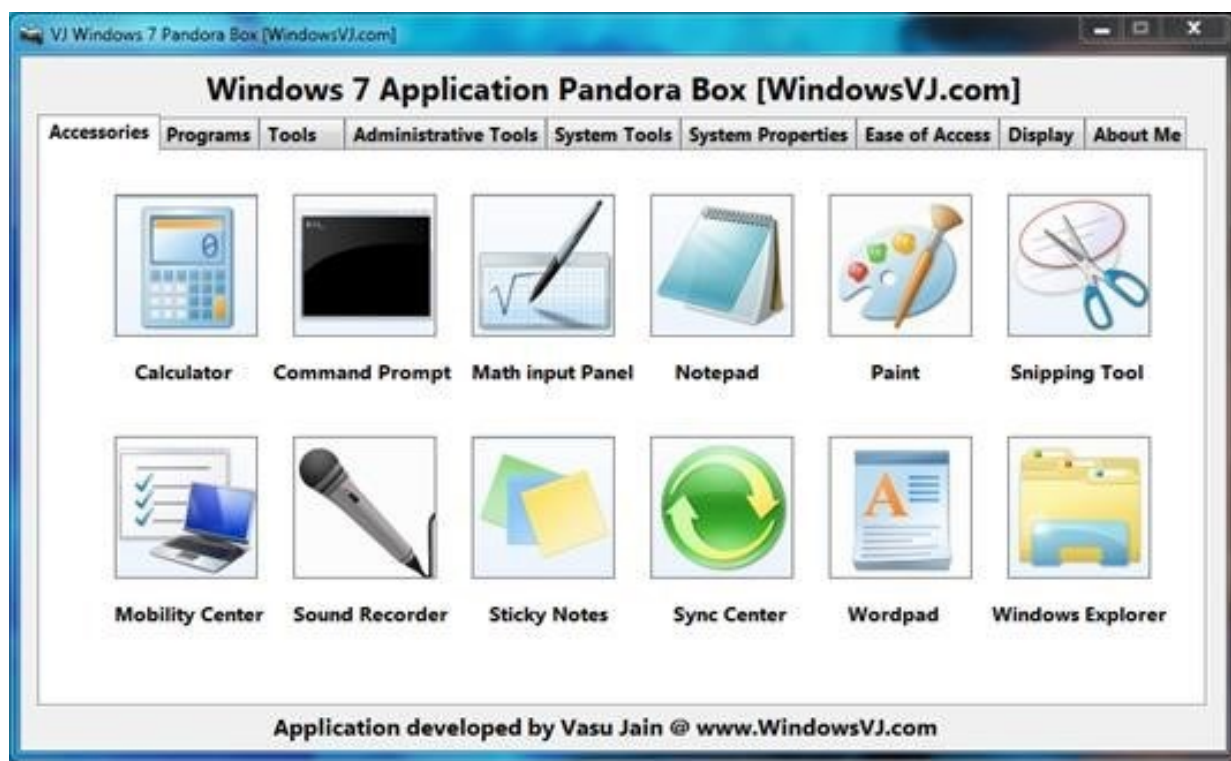 VJ Windows 7 Pandora Box [WindowsVJ.com]
Windows 7 Application Pandora Box [WindowsVJ.com]
Accessories Programs Tools Administrative Tools System Tools System Properties Ease of Access Display About Me
Calculator Command Prompt Math input Panel Notepad Paint Snipping Tool
Mobility Center Sound Recorder Sticky Notes Sync Center Wordpad Windows Explorer
Application developed by Vasu Jain @ www.WindowsVJ.com